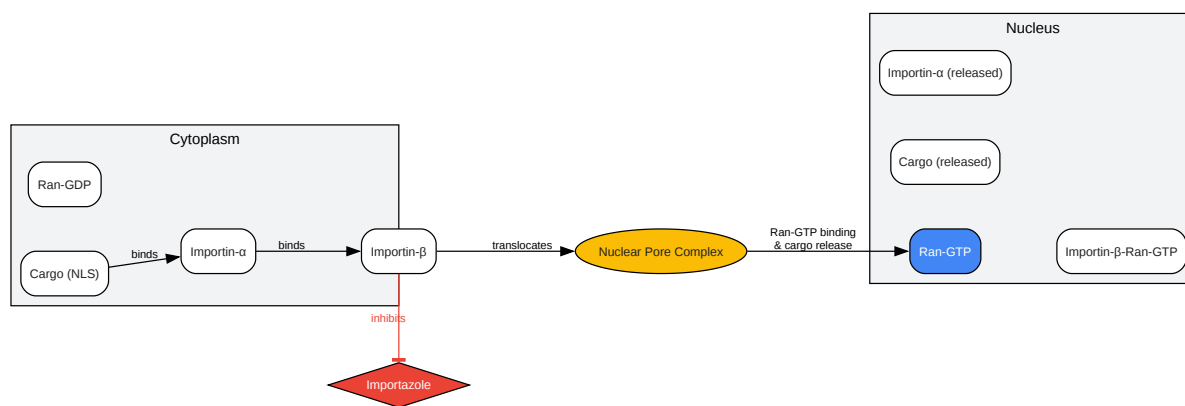 Nucleus
Importin-α (released)
Cytoplasm
Cargo (released)
Ran-GDP
Ran-GTP binding
& cargo release
binds
binds
translocates
Importin-α
Importin-β
Nuclear Pore Complex
Ran-GTP
Importin-β-Ran-GTP
Cargo (NLS)
inhibits
Importazole